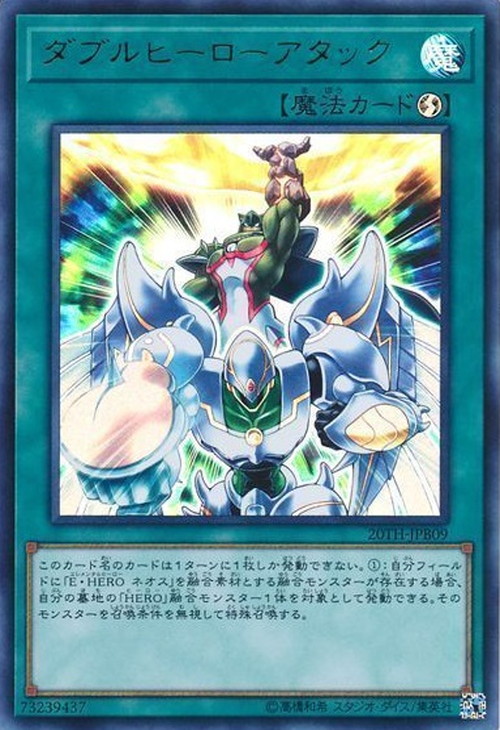 ダブルヒーローアタック
魔
【魔法カード】
20TH-JPB09
このカード名のカードは1ターンに1枚しか発動できない。①：自分フィール
ドに「E・HERO ネオス」を融合素材とする融合モンスターが存在する場合、
自分の墓地の「HERO」融合モンスター1体を対象として発動できる。その
モンスターを召喚条件を無視して特殊召喚する。
73239437
©高橋和希 スタジオ・ダイス/集英社